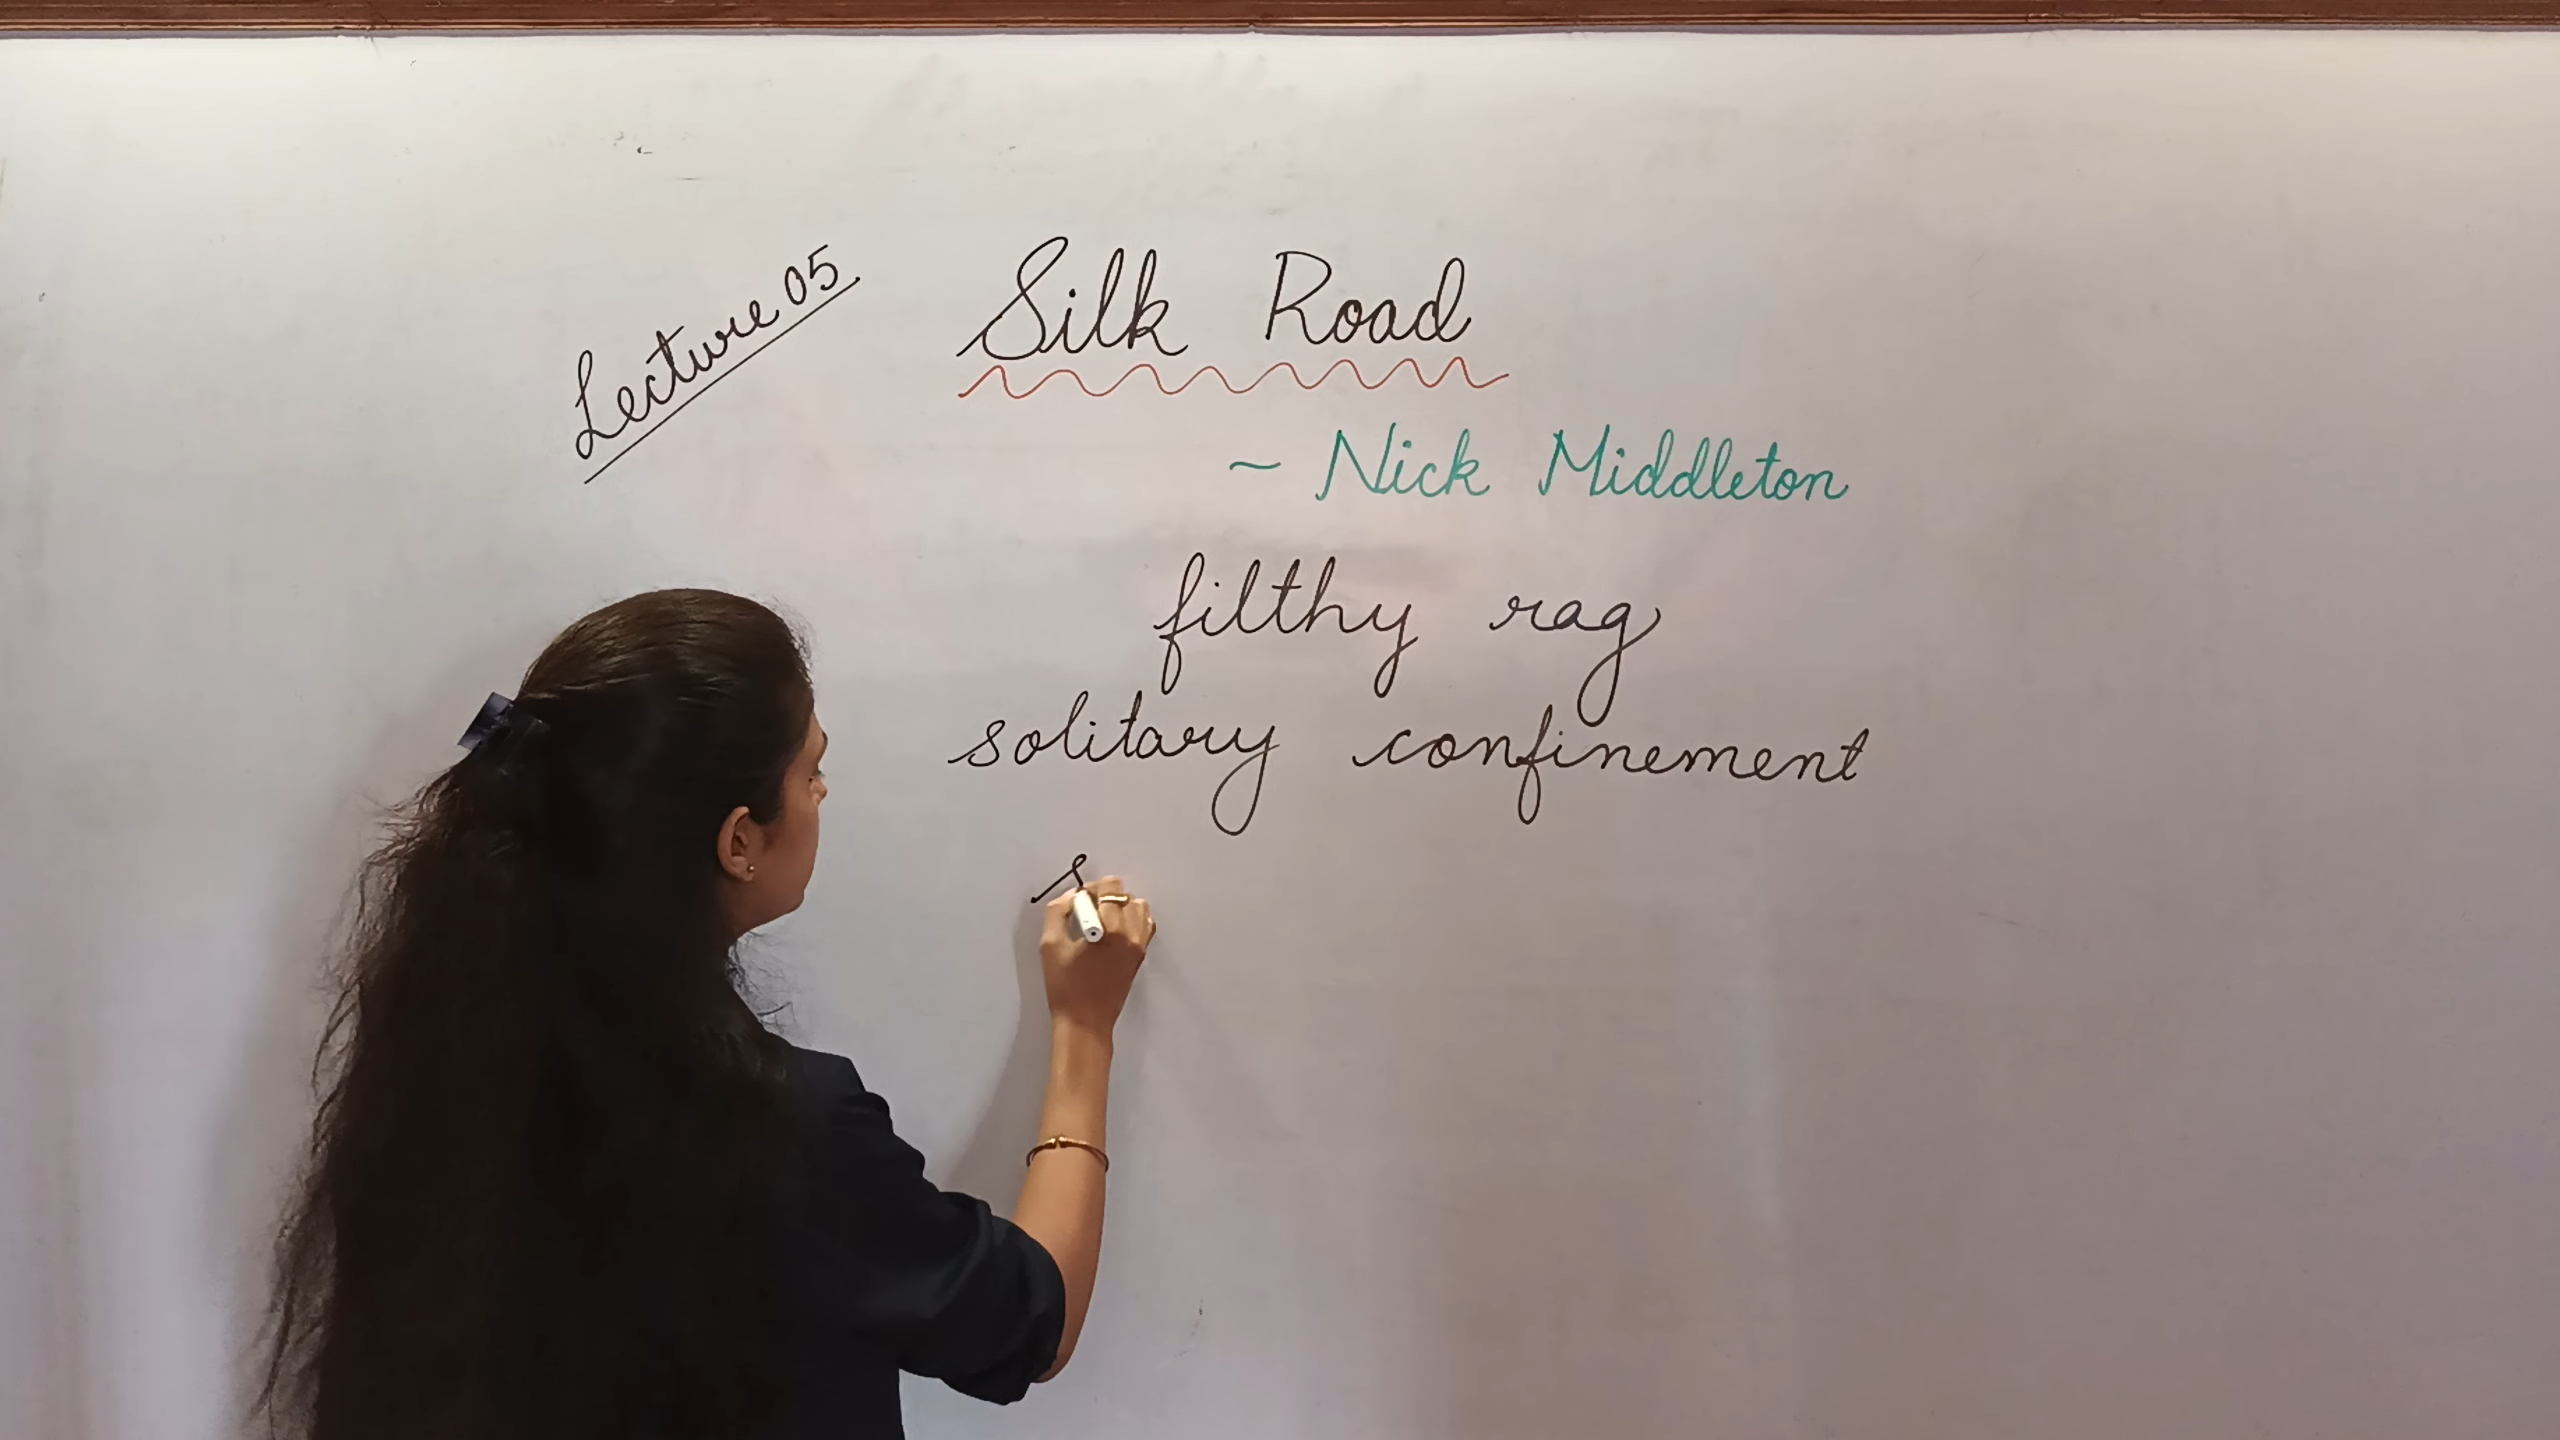 Lecture 05
Silk Road
~ Nick Middleton
filthy rag
solitary confinement
s